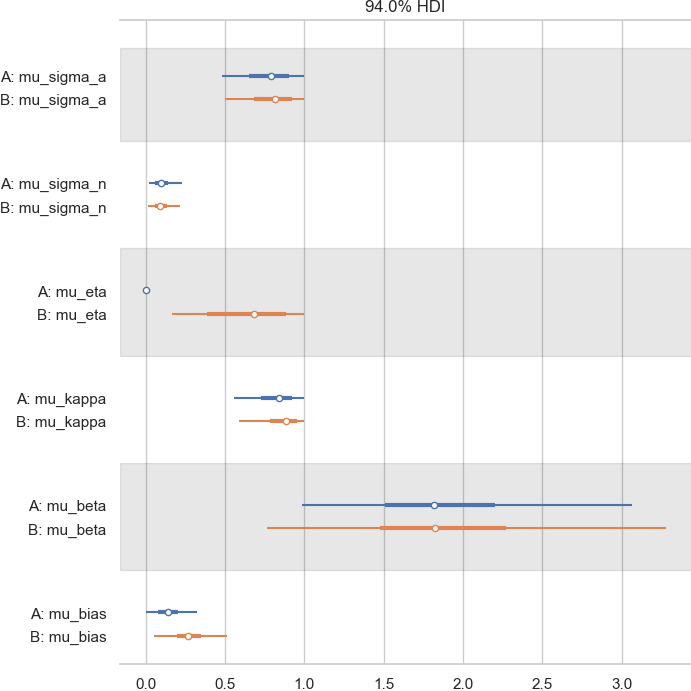 94.0% HDI
A: mu_sigma_a
B: mu_sigma_a
A: mu_sigma_n
B: mu_sigma_n
A: mu_eta
B: mu_eta
A: mu_kappa
B: mu_kappa
A: mu_beta
B: mu_beta
A: mu_bias
B: mu_bias
0.0 0.5 1.0 1.5 2.0 2.5 3.0